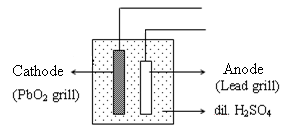 Cathode
(PbO₂ grill)
Anode
(Lead grill)
dil. H₂SO₄